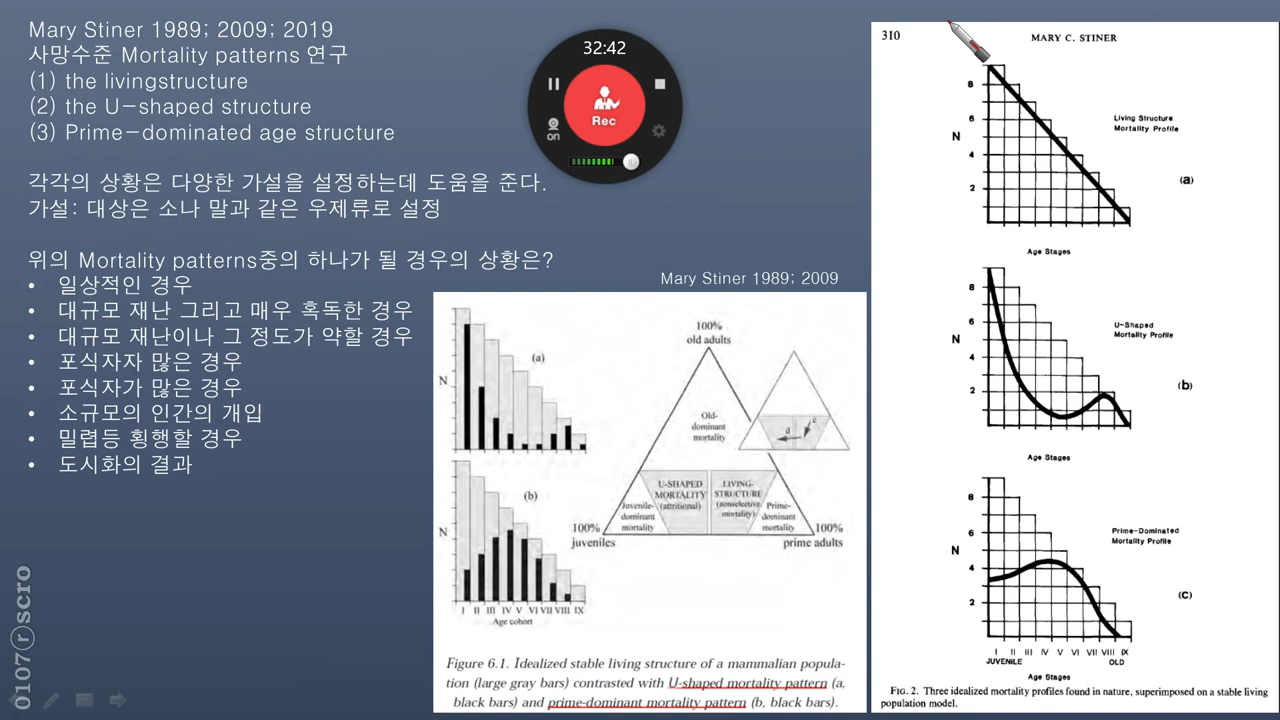 Mary Stiner 1989; 2009; 2019
사망수준 Mortality patterns 연구
(1) the livingstructure
(2) the U-shaped structure
(3) Prime-dominated age structure
각각의 상황은 다양한 가설을 설정하는데 도움을 준다.
가설: 대상은 소나 말과 같은 우제류로 설정
위의 Mortality patterns중의 하나가 될 경우의 상황은?
• 일상적인 경우
• 대규모 재난 그리고 매우 혹독한 경우
• 대규모 재난이나 그 정도가 약할 경우
• 포식자자 많은 경우
• 포식자가 많은 경우
• 소규모의 인간의 개입
• 밀렵등 횡행할 경우
• 도시화의 결과
32:42
Rec
on
Mary Stiner 1989; 2009
(a)
N
(b)
N
I II III IV V VI VII VIII IX
Age cohort
100%
old adults
Old-
dominant
mortality
d
e
U-SHAPED
MORTALITY
(attritional)
LIVING-
STRUCTURE
(nonselective
mortality)
Juvenile-
dominant
mortality
Prime-
dominant
mortality
100%
juveniles
100%
prime adults
Figure 6.1. Idealized stable living structure of a mammalian popula-
tion (large gray bars) contrasted with U-shaped mortality pattern (a,
black bars) and prime-dominant mortality pattern (b, black bars).
310
MARY C. STINER
8
6
N
4
2
Living Structure
Mortality Profile
(a)
Age Stages
8
6
N
4
2
U-Shaped
Mortality Profile
(b)
Age Stages
8
6
N
4
2
Prime-Dominated
Mortality Profile
(c)
I II III IV V VI VII VIII IX
JUVENILE OLD
Age Stages
FIG. 2. Three idealized mortality profiles found in nature, superimposed on a stable living
population model.
0107ⓡscro